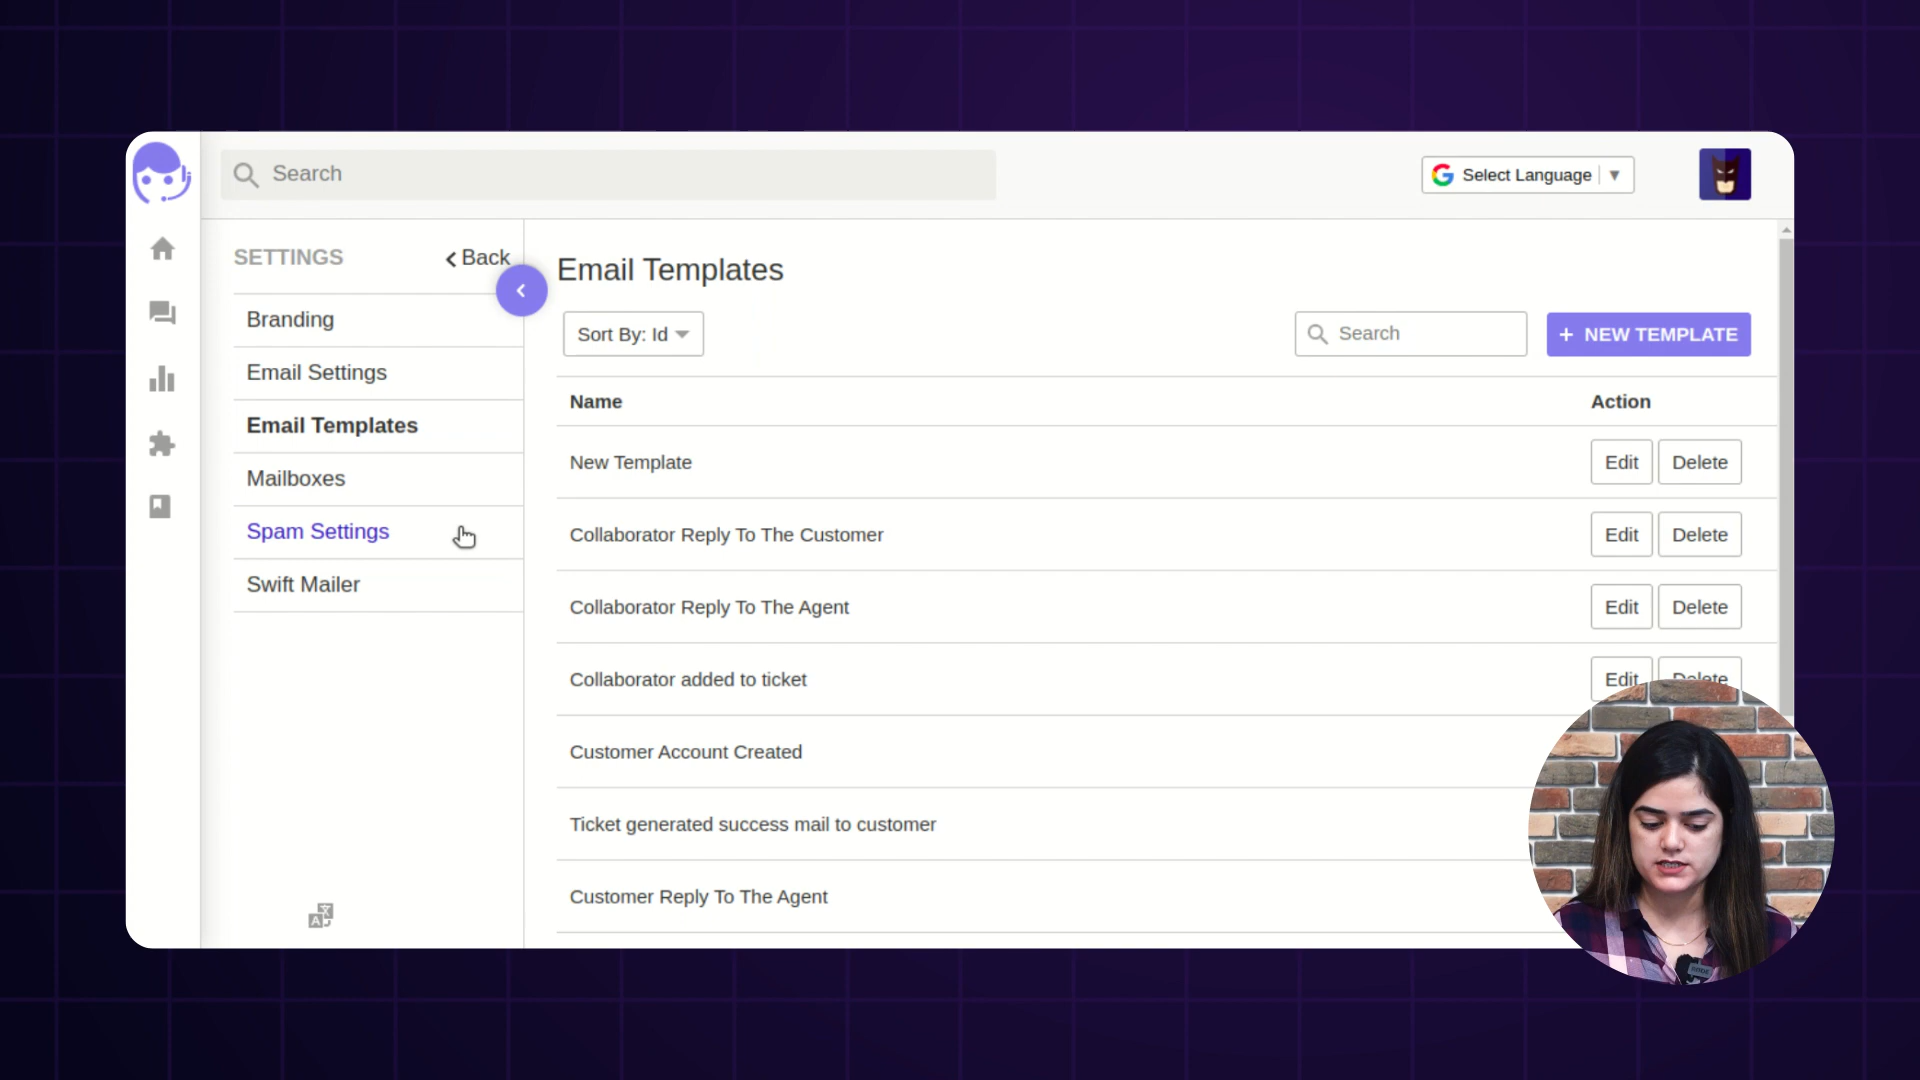 Search
Select Language ▼
SETTINGS
Back
Branding
Email Settings
Email Templates
Mailboxes
Spam Settings
Swift Mailer
Email Templates
Sort By: Id
Search
+ NEW TEMPLATE
Name Action
New Template Edit Delete
Collaborator Reply To The Customer Edit Delete
Collaborator Reply To The Agent Edit Delete
Collaborator added to ticket Edit Delete
Customer Account Created
Ticket generated success mail to customer
Customer Reply To The Agent